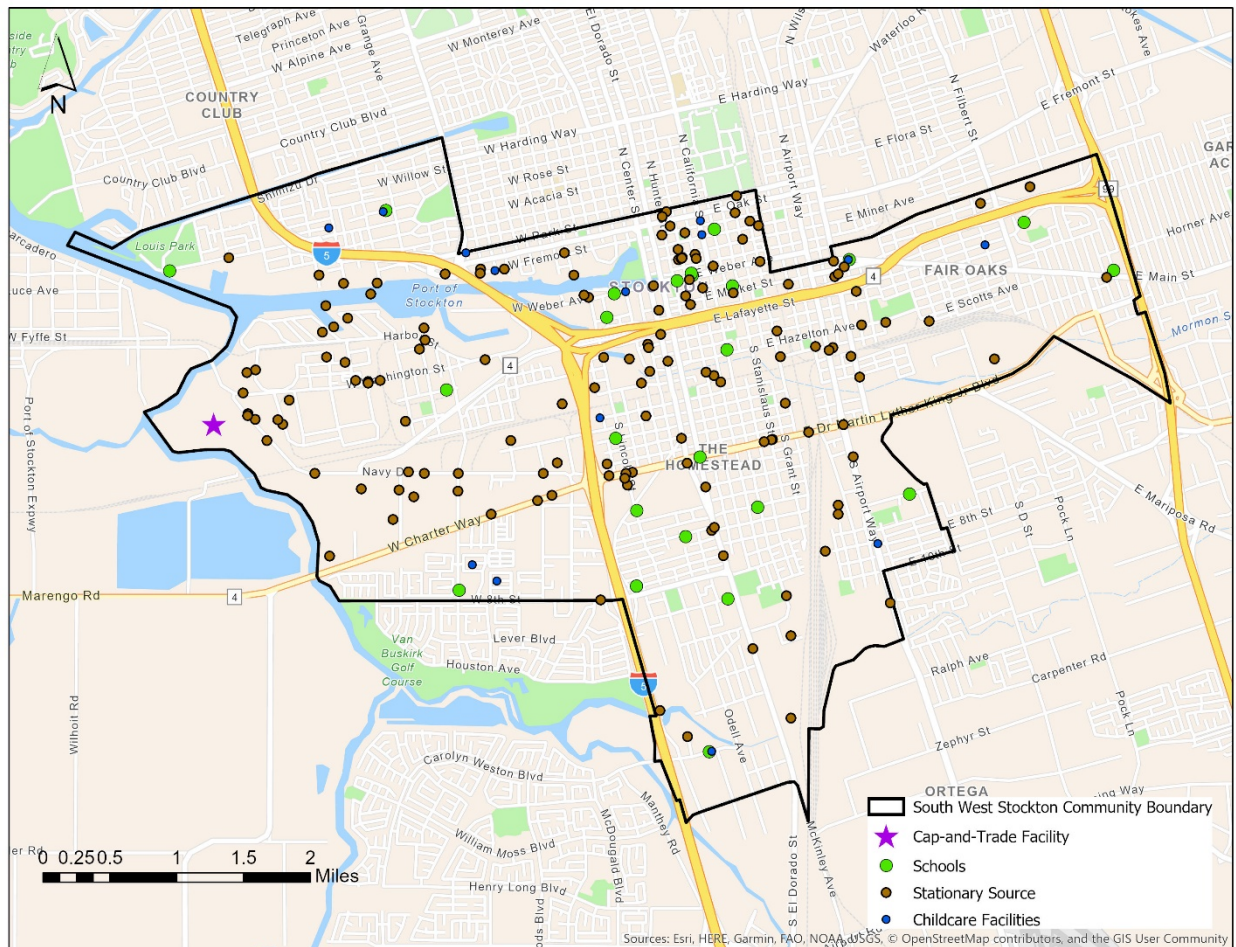 Telegraph Ave
Princeton Ave
W Alpine Ave
Grange Ave
W Monterey Ave
El Dorado St
Waterloo R
E Fremont St
COUNTRY
CLUB
N
E Harding Way
N Filbert St
Country Club Blvd
W Harding Way
E Flora St
N California S
N Airport Way
Country Club Blvd
W Willow St
W Rose St
W Acacia St
N Center S
N Hunte
99
Shimizu Dr
E Oak St
E Miner Ave
Horner Ave
Louis Park
5
W Park St
W Fremont St
E Weber Ave
4
FAIR OAKS
E Main St
Port of
Stockton
W Weber Ave
E Market St
E Scotts Ave
E Lafayette St
Mormon S
W Fyffe St
E Hazelton Ave
4
W Washington St
S Stanislaus St
Port of Stockton Expwy
E Dr Martin Luther King Jr Blvd
S Lincoln St
THE
HOMESTEAD
S Grant St
Navy D
S Airport Way
E Mariposa Rd
W Charter Way
E 8th St
S D St
Pock Ln
E 10th St
Marengo Rd
4
W 8th St
Van
Buskirk
Golf
Course
Lever Blvd
Houston Ave
Ralph Ave
Carpenter Rd
5
Wilhoit Rd
Odell Ave
Pock Ln
Zephyr St
Carolyn Weston Blvd
ORTEGA
Manthey Rd
McDougald Blvd
William Moss Blvd
S El Dorado St
McKinley Ave
Henry Long Blvd
South West Stockton Community Boundary
Cap-and-Trade Facility
Schools
Stationary Source
Childcare Facilities
0 0.25 0.5 1 1.5 2
Miles
Sources: Esri, HERE, Garmin, FAO, NOAA, USGS, © OpenStreetMap contributors, and the GIS User Community